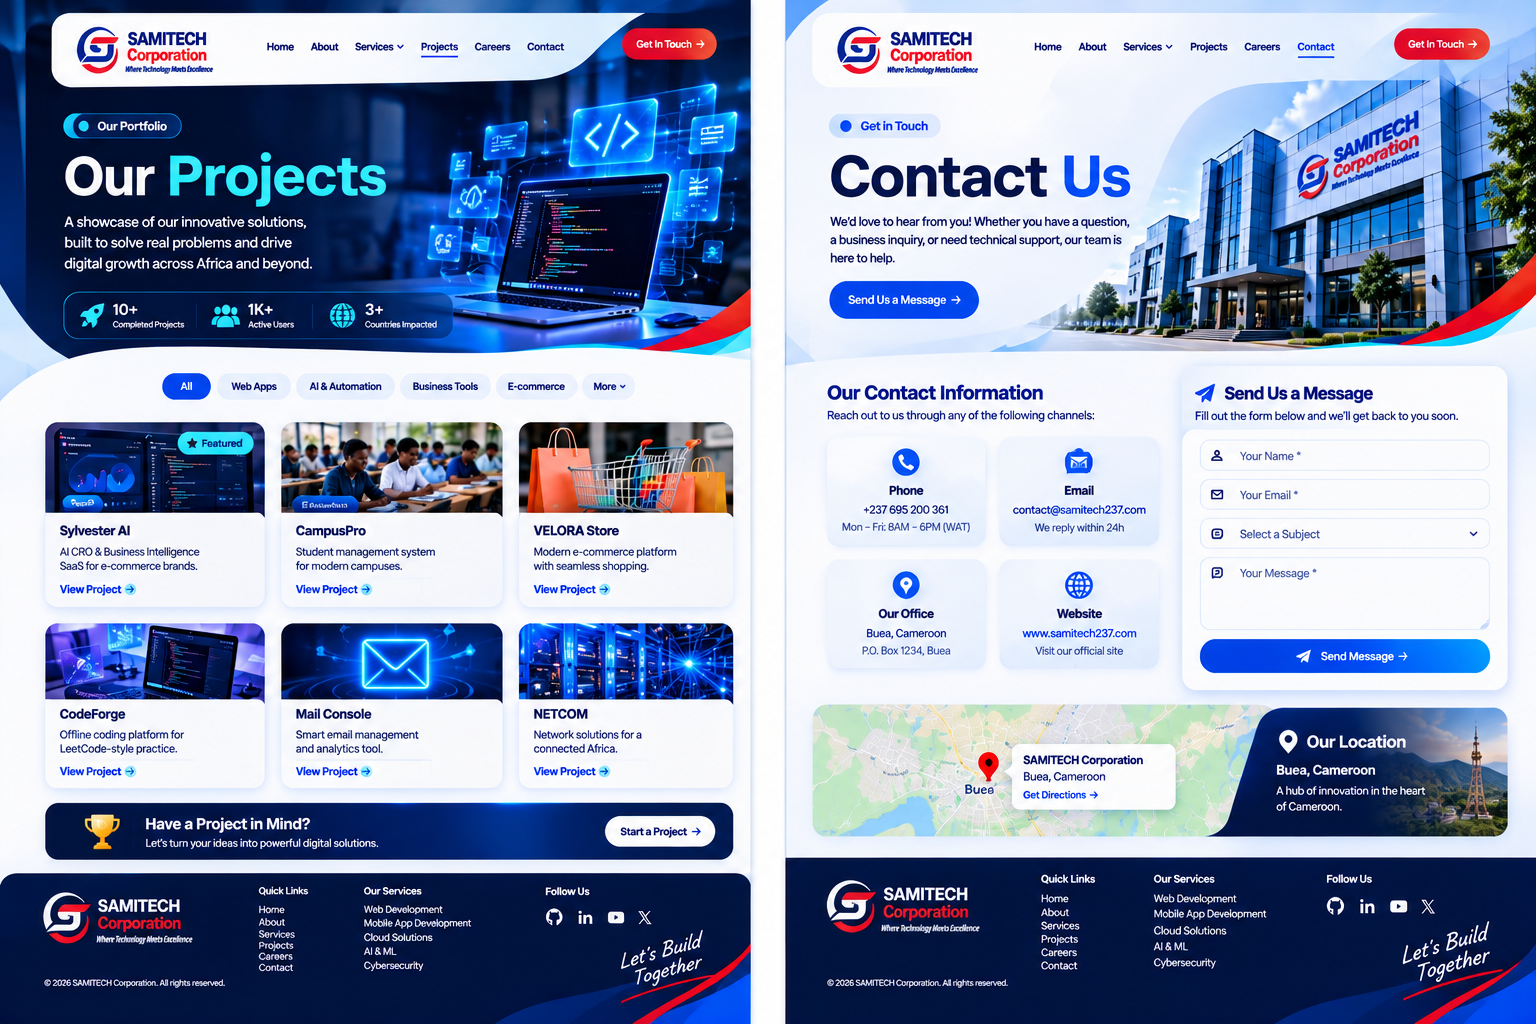 SAMITECH
Corporation
Where Technology Meets Excellence
Home
About
Services
Projects
Careers
Contact
Get In Touch →
Our Portfolio
Our Projects
A showcase of our innovative solutions,
built to solve real problems and drive
digital growth across Africa and beyond.
10+
Completed Projects
1K+
Active Users
3+
Countries Impacted
All
Web Apps
AI & Automation
Business Tools
E-commerce
More
Featured
Sylvester AI
AI CRO & Business Intelligence
SaaS for e-commerce brands.
View Project →
CampusPro
Student management system
for modern campuses.
View Project →
VELORA Store
Modern e-commerce platform
with seamless shopping.
View Project →
CodeForge
Offline coding platform for
LeetCode-style practice.
View Project →
Mail Console
Smart email management
and analytics tool.
View Project →
NETCOM
Network solutions for a
connected Africa.
View Project →
Have a Project in Mind?
Let's turn your ideas into powerful digital solutions.
Start a Project →
SAMITECH
Corporation
Where Technology Meets Excellence
© 2026 SAMITECH Corporation. All rights reserved.
Quick Links
Home
About
Services
Projects
Careers
Contact
Our Services
Web Development
Mobile App Development
Cloud Solutions
AI & ML
Cybersecurity
Follow Us
Let's Build
Together
SAMITECH
Corporation
Where Technology Meets Excellence
Home
About
Services
Projects
Careers
Contact
Get In Touch →
Get in Touch
Contact Us
We'd love to hear from you! Whether you have a question,
a business inquiry, or need technical support, our team is
here to help.
Send Us a Message →
SAMITECH
Corporation
Where Technology Meets Excellence
Our Contact Information
Reach out to us through any of the following channels:
Phone
+237 695 200 361
Mon – Fri: 8AM – 6PM (WAT)
Email
contact@samitech237.com
We reply within 24h
Our Office
Buea, Cameroon
P.O. Box 1234, Buea
Website
www.samitech237.com
Visit our official site
Send Us a Message
Fill out the form below and we'll get back to you soon.
Your Name *
Your Email *
Select a Subject
Your Message *
Send Message →
Buea
SAMITECH Corporation
Buea, Cameroon
Get Directions →
Our Location
Buea, Cameroon
A hub of innovation in the heart
of Cameroon.
SAMITECH
Corporation
Where Technology Meets Excellence
© 2026 SAMITECH Corporation. All rights reserved.
Quick Links
Home
About
Services
Projects
Careers
Contact
Our Services
Web Development
Mobile App Development
Cloud Solutions
AI & ML
Cybersecurity
Follow Us
Let's Build
Together